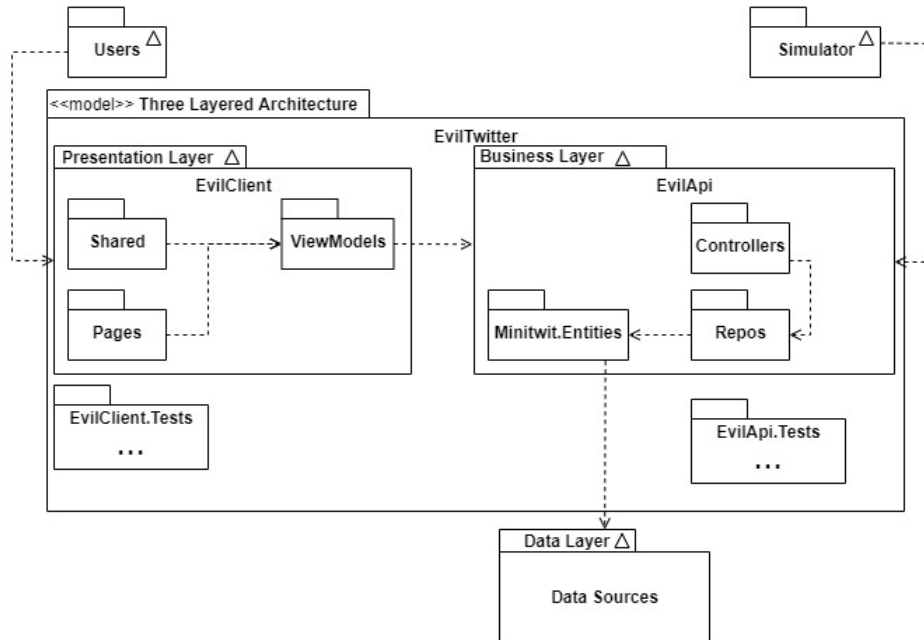 Users
Simulator
<<model>> Three Layered Architecture
EvilTwitter
Presentation Layer
Business Layer
EvilClient
EvilApi
Shared
ViewModels
Controllers
Pages
Minitwit.Entities
Repos
EvilClient.Tests
...
EvilApi.Tests
...
Data Layer
Data Sources